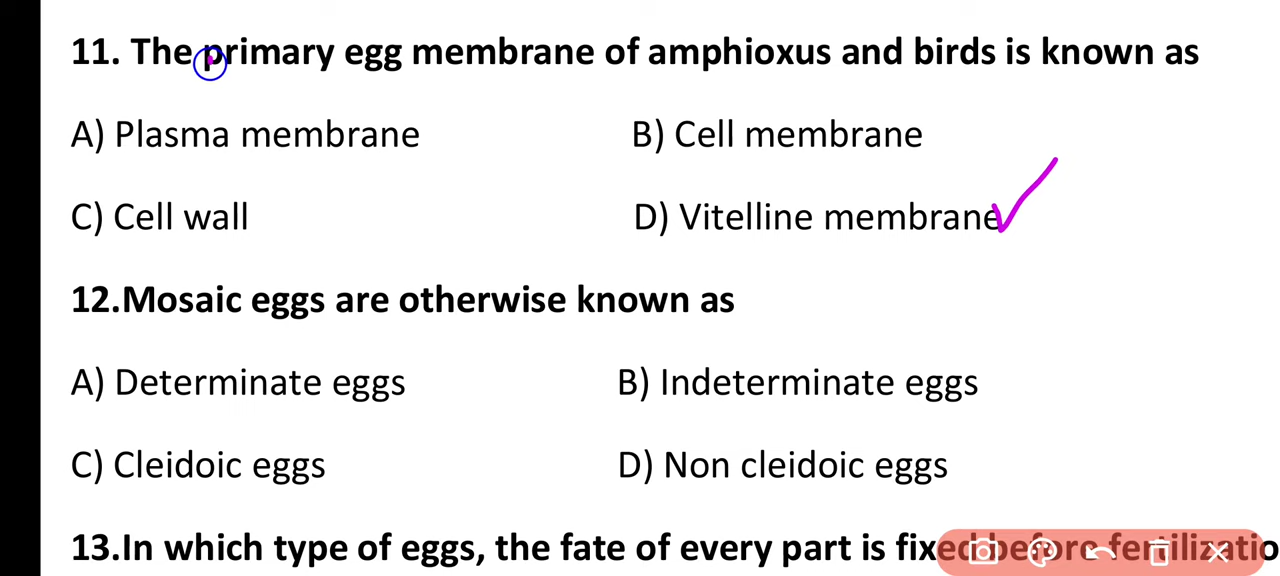 11. The primary egg membrane of amphioxus and birds is known as
A) Plasma membrane B) Cell membrane
C) Cell wall D) Vitelline membrane
12.Mosaic eggs are otherwise known as
A) Determinate eggs B) Indeterminate eggs
C) Cleidoic eggs D) Non cleidoic eggs
13.In which type of eggs, the fate of every part is fixed before